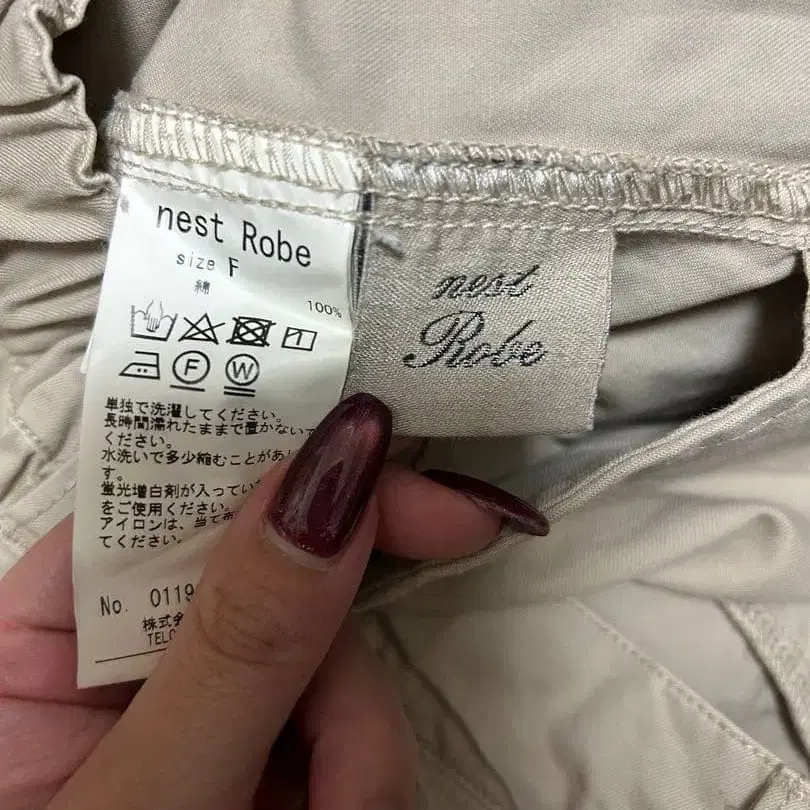 nest Robe
size F
綿
100%
F W
単独で洗濯してください。
長時間濡れたままで置かないで
ください。
水洗いで多少縮むことがあ
す。
蛍光増白剤が入ってい
をご使用ください。
アイロンは、当て布
てください。
No. 0119
株式会
TEL
nest
Robe